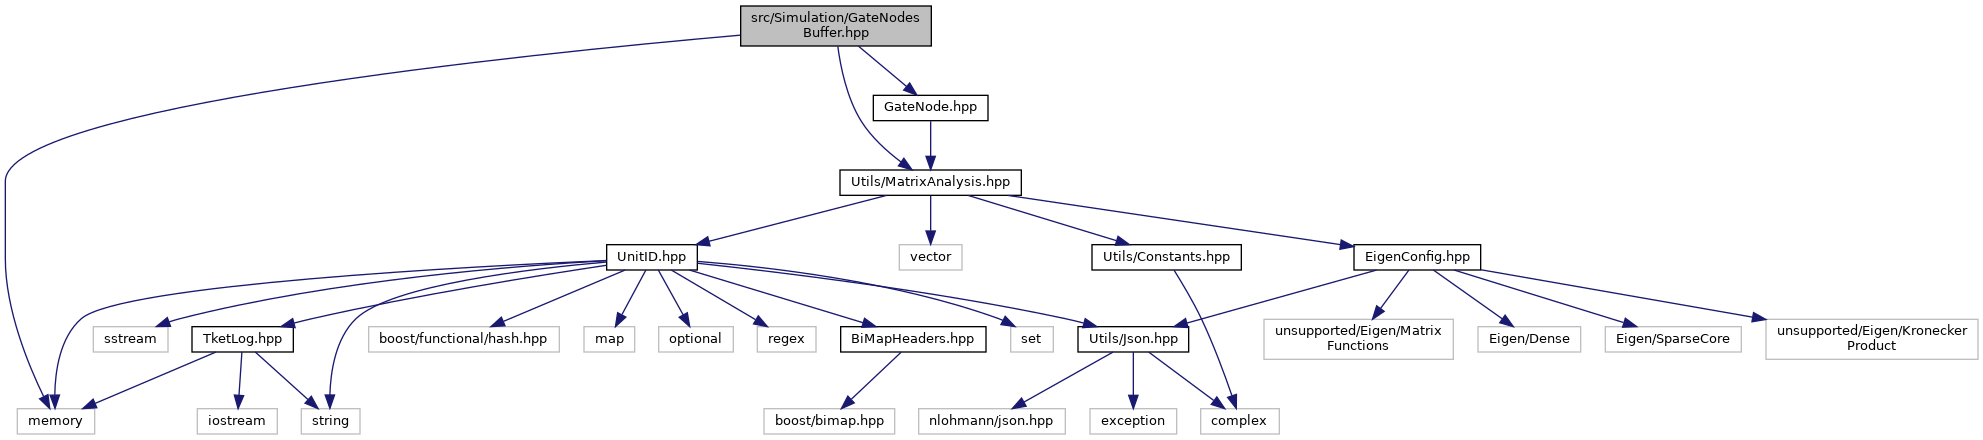 src/Simulation/GateNodes
Buffer.hpp
GateNode.hpp
Utils/MatrixAnalysis.hpp
UnitID.hpp
vector
Utils/Constants.hpp
EigenConfig.hpp
sstream
TketLog.hpp
boost/functional/hash.hpp
map
optional
regex
BiMapHeaders.hpp
set
Utils/Json.hpp
unsupported/Eigen/Matrix
Functions
Eigen/Dense
Eigen/SparseCore
unsupported/Eigen/Kronecker
Product
memory
iostream
string
boost/bimap.hpp
nlohmann/json.hpp
exception
complex